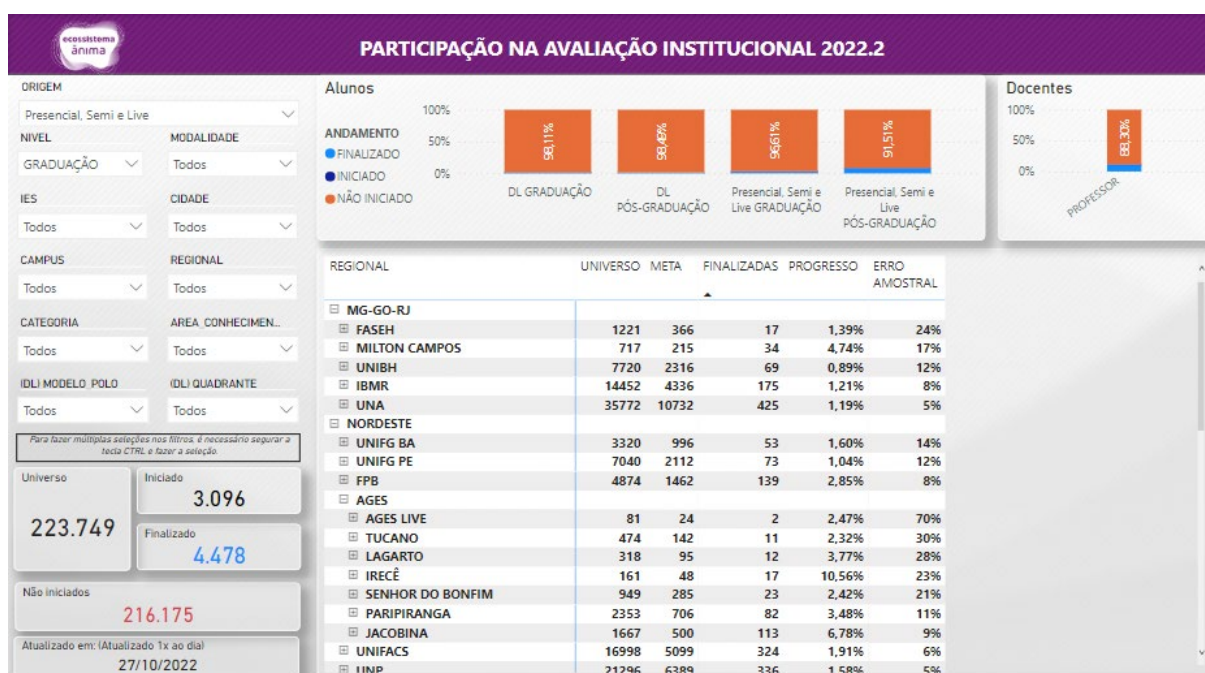 ecossistema
ânima
PARTICIPAÇÃO NA AVALIAÇÃO INSTITUCIONAL 2022.2
ORIGEM
Presencial, Semi e Live
NIVEL MODALIDADE
GRADUAÇÃO Todos
IES CIDADE
Todos Todos
CAMPUS REGIONAL
Todos Todos
CATEGORIA AREA_CONHECIMEN...
Todos Todos
(DL) MODELO_POLO (DL) QUADRANTE
Todos Todos
Para fazer múltiplas seleções nos filtros, é necessário segurar a
tecla CTRL e fazer a seleção.
Universo
223.749
Iniciado
3.096
Finalizado
4.478
Não iniciados
216.175
Atualizado em: (Atualizado 1x ao dia)
27/10/2022
Alunos
ANDAMENTO
FINALIZADO
INICIADO
NÃO INICIADO
100%
50%
0%
98,11% 98,49% 96,61% 91,51%
DL GRADUAÇÃO
DL
PÓS-GRADUAÇÃO
Presencial, Semi e
Live GRADUAÇÃO
Presencial, Semi e
Live
PÓS-GRADUAÇÃO
Docentes
100%
50%
0%
88,30%
PROFESSOR
REGIONAL UNIVERSO META FINALIZADAS PROGRESSO ERRO
AMOSTRAL
MG-GO-RJ
FASEH 1221 366 17 1,39% 24%
MILTON CAMPOS 717 215 34 4,74% 17%
UNIBH 7720 2316 69 0,89% 12%
IBMR 14452 4336 175 1,21% 8%
UNA 35772 10732 425 1,19% 5%
NORDESTE
UNIFG BA 3320 996 53 1,60% 14%
UNIFG PE 7040 2112 73 1,04% 12%
FPB 4874 1462 139 2,85% 8%
AGES
AGES LIVE 81 24 2 2,47% 70%
TUCANO 474 142 11 2,32% 30%
LAGARTO 318 95 12 3,77% 28%
IRECÊ 161 48 17 10,56% 23%
SENHOR DO BONFIM 949 285 23 2,42% 21%
PARIPIRANGA 2353 706 82 3,48% 11%
JACOBINA 1667 500 113 6,78% 9%
UNIFACS 16998 5099 324 1,91% 6%
UNP 21296 6389 336 1,58% 5%